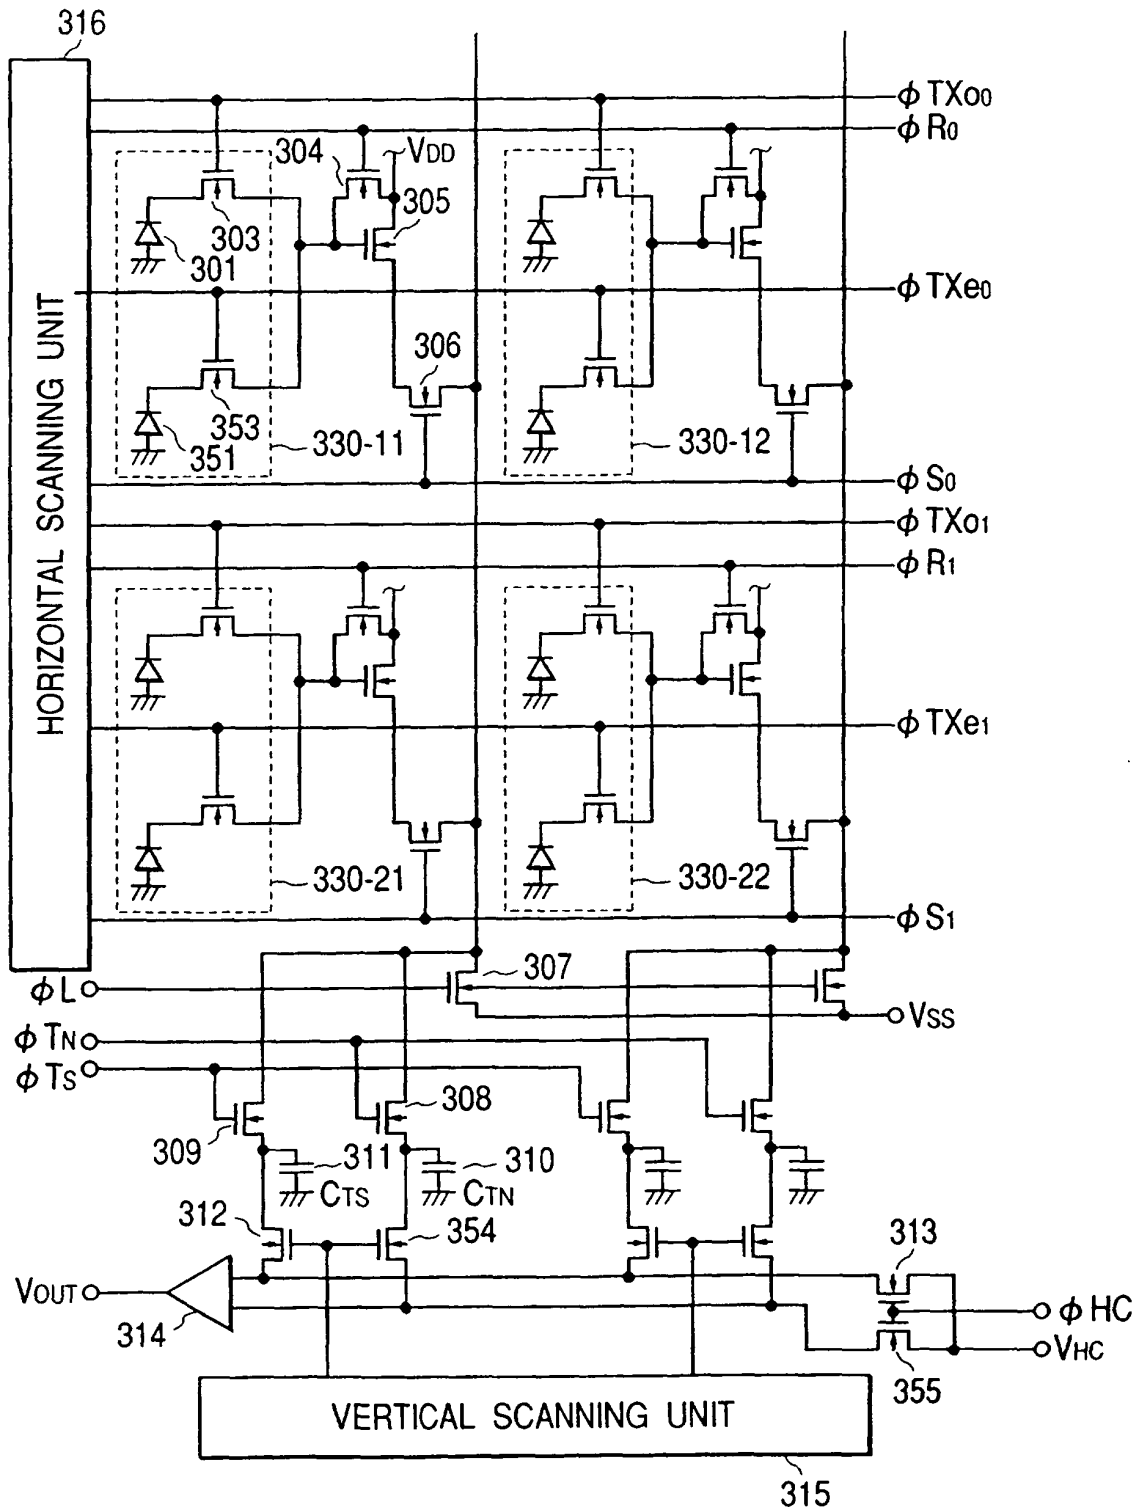 316
φTXo0
φR0
304
VDD
305
303
301
φTXe0
306
353
351
330-11
330-12
φS0
φTXo1
φR1
HORIZONTAL SCANNING UNIT
φTXe1
330-21
330-22
φS1
307
φL
VSS
φTN
φTS
308
309
311
310
CTS
CTN
312
354
313
VOUT
314
φHC
VHC
355
VERTICAL SCANNING UNIT
315